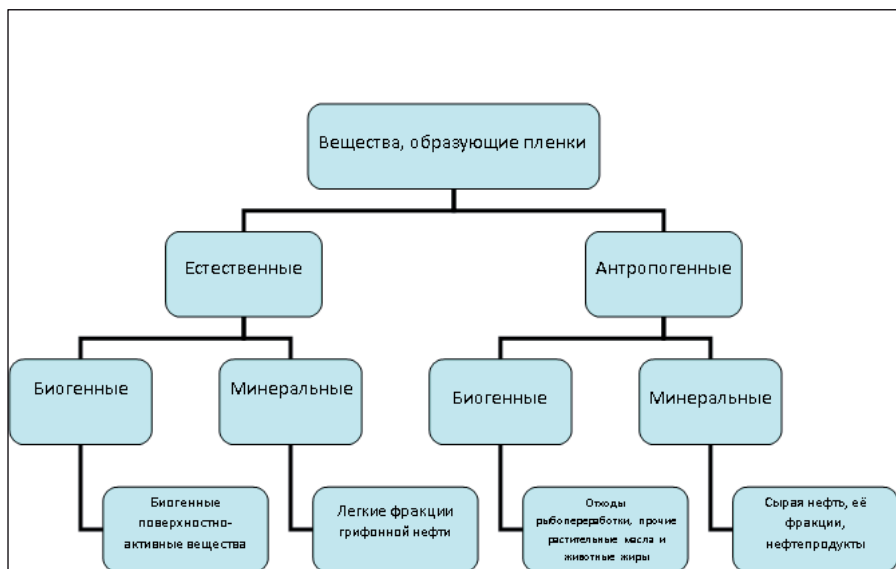 Вещества, образующие пленки
Естественные
Антропогенные
Биогенные
Минеральные
Биогенные
Минеральные
Биогенные
поверхностно-
активные вещества
Легкие фракции
грифонной нефти
Отходы
рыбопереработки, прочие
растительные масла и
животные жиры
Сырая нефть, её
фракции,
нефтепродукты